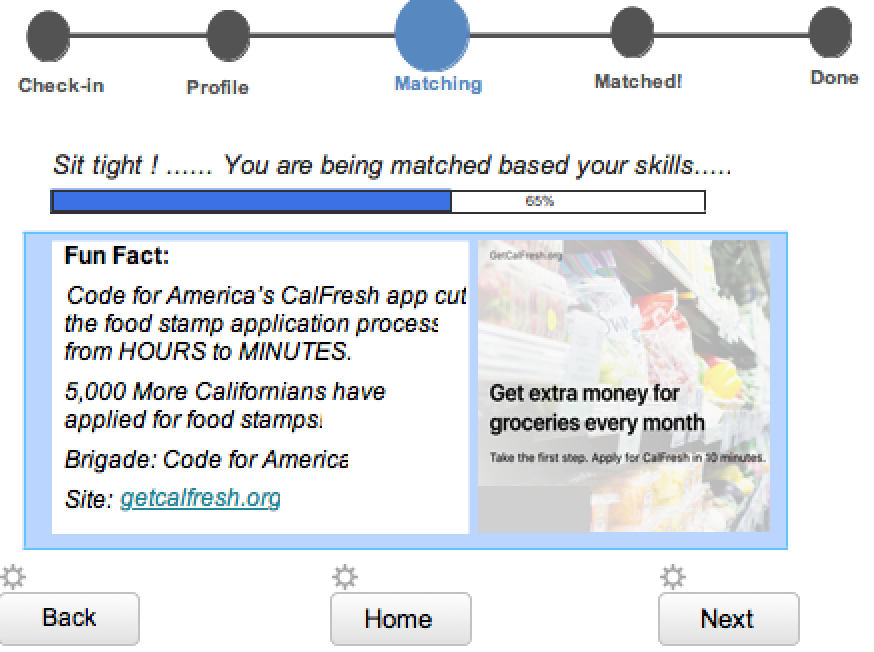 Check-in
Profile
Matching
Matched!
Done
Sit tight ! ...... You are being matched based your skills.....
65%
Fun Fact:
Code for America's CalFresh app cut
the food stamp application process
from HOURS to MINUTES.
5,000 More Californians have
applied for food stamps!
Brigade: Code for America
Site: getcalfresh.org
GetCalFresh.org
Get extra money for
groceries every month
Take the first step. Apply for CalFresh in 10 minutes.
Back
Home
Next